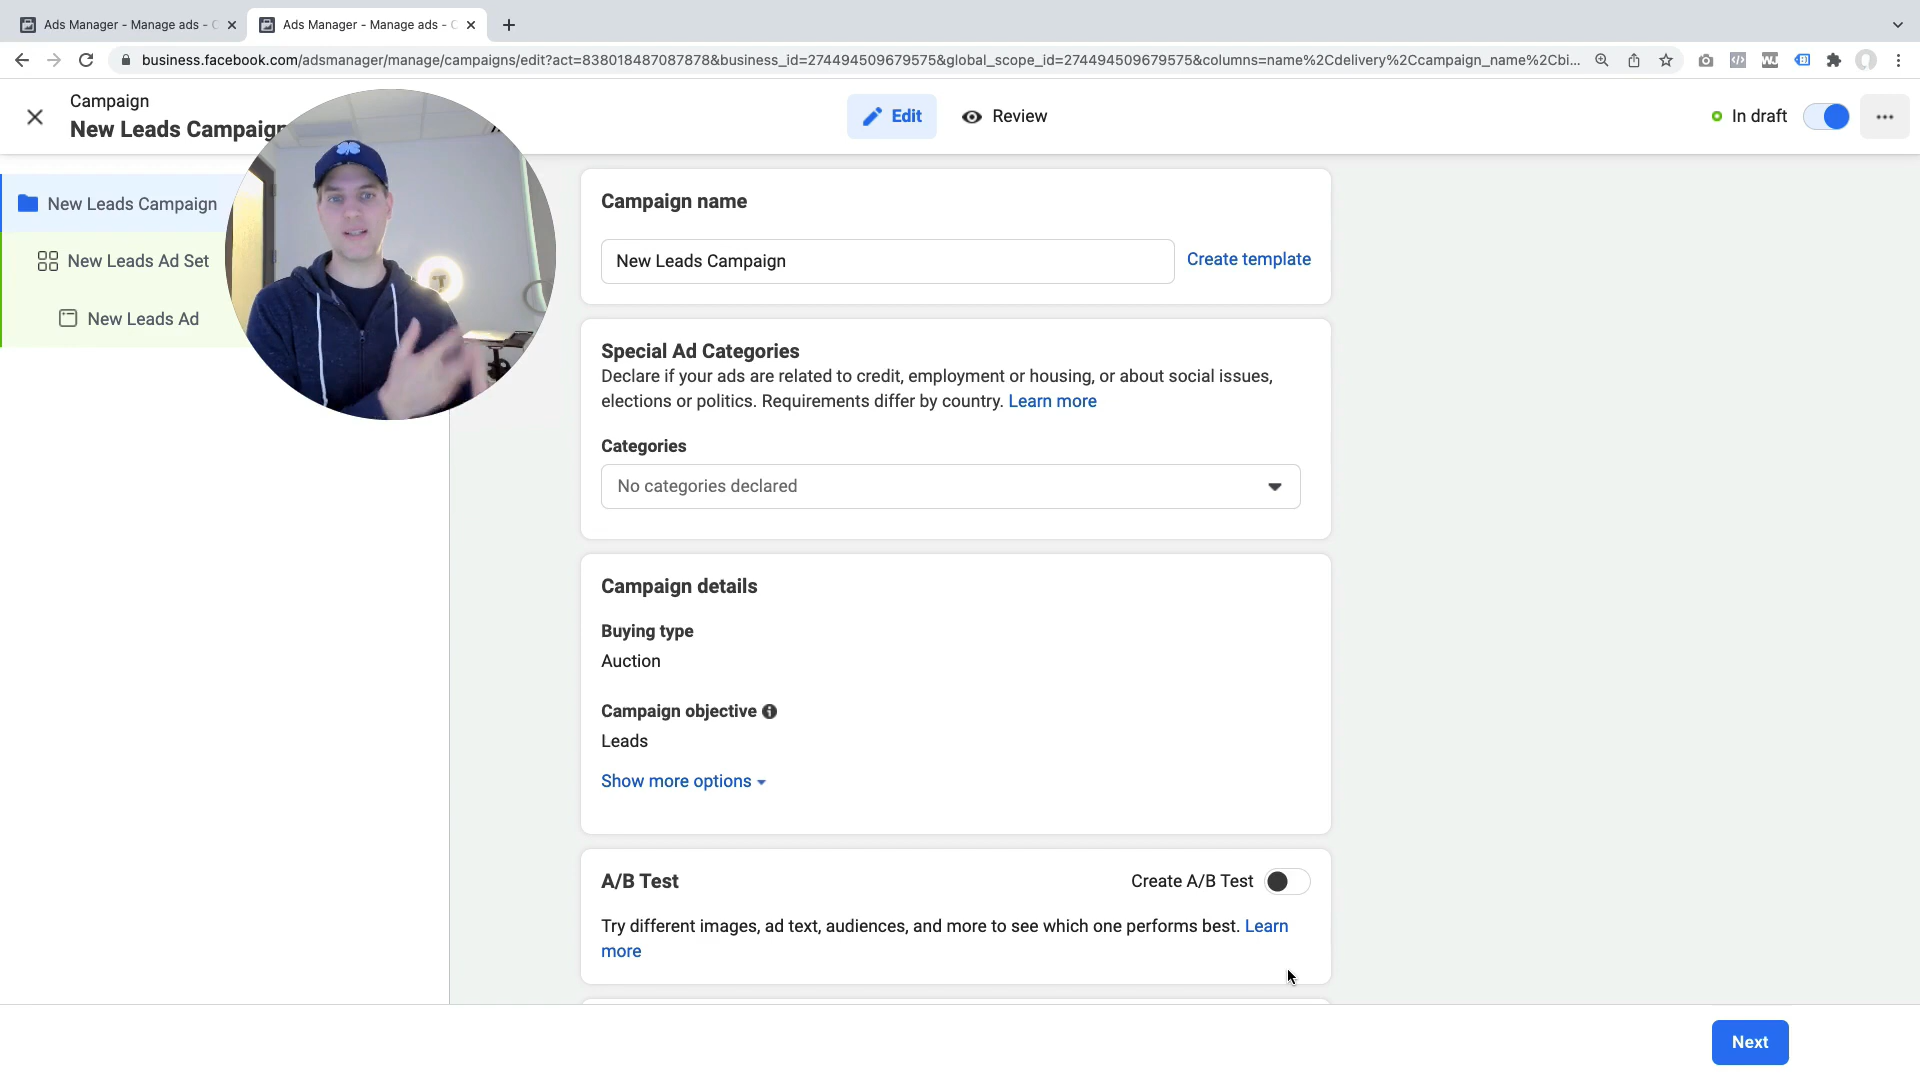 Ads Manager - Manage ads - C
Ads Manager - Manage ads - C
business.facebook.com/adsmanager/manage/campaigns/edit?act=838018487087878&business_id=274494509679575&global_scope_id=274494509679575&columns=name%2Cdelivery%2Ccampaign_name%2Cbi...
Campaign
New Leads Campaign
Edit
Review
In draft
New Leads Campaign
New Leads Ad Set
New Leads Ad
Campaign name
New Leads Campaign
Create template
Special Ad Categories
Declare if your ads are related to credit, employment or housing, or about social issues,
elections or politics. Requirements differ by country. Learn more
Categories
No categories declared
Campaign details
Buying type
Auction
Campaign objective
Leads
Show more options
A/B Test
Create A/B Test
Try different images, ad text, audiences, and more to see which one performs best. Learn
more
Next